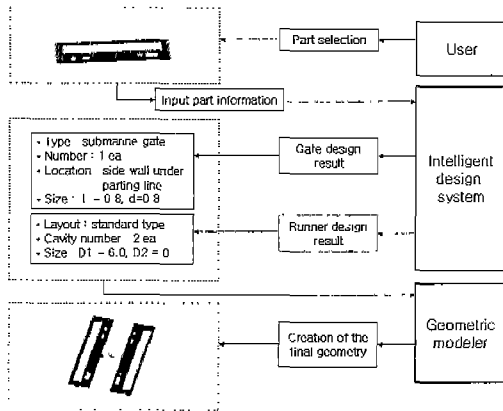 Part selection
User
Input part information
• Type submarine gate
• Number : 1 ea
• Location side wall under
parting line
• Size : l = 0.8, d=0.8
Gate design
result
Intelligent
design
system
• Layout : standard type
• Cavity number 2 ea
• Size D1 = 6.0, D2 = 0
Runner design
result
Creation of the
final geometry
Geometric
modeler